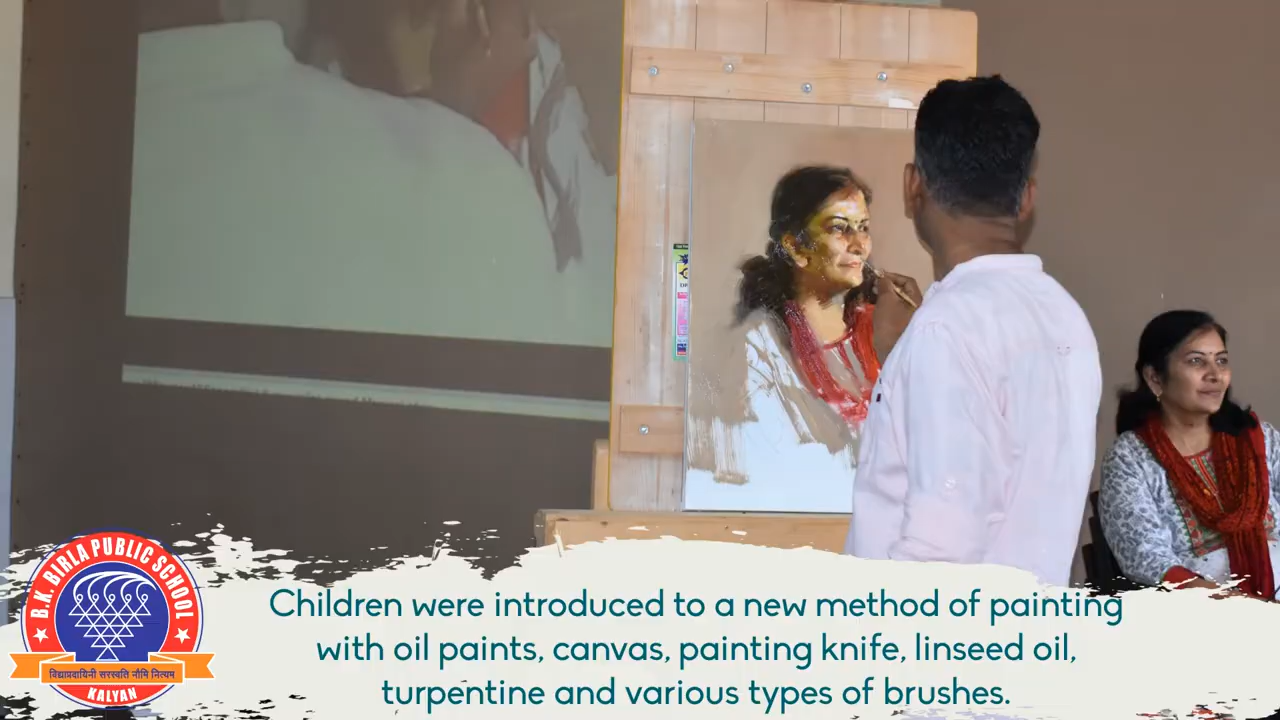 B.K. BIRLA PUBLIC SCHOOL
विद्याप्रदायिनी सरस्वति नौमि नित्यम
KALYAN
Children were introduced to a new method of painting
with oil paints, canvas, painting knife, linseed oil,
turpentine and various types of brushes.